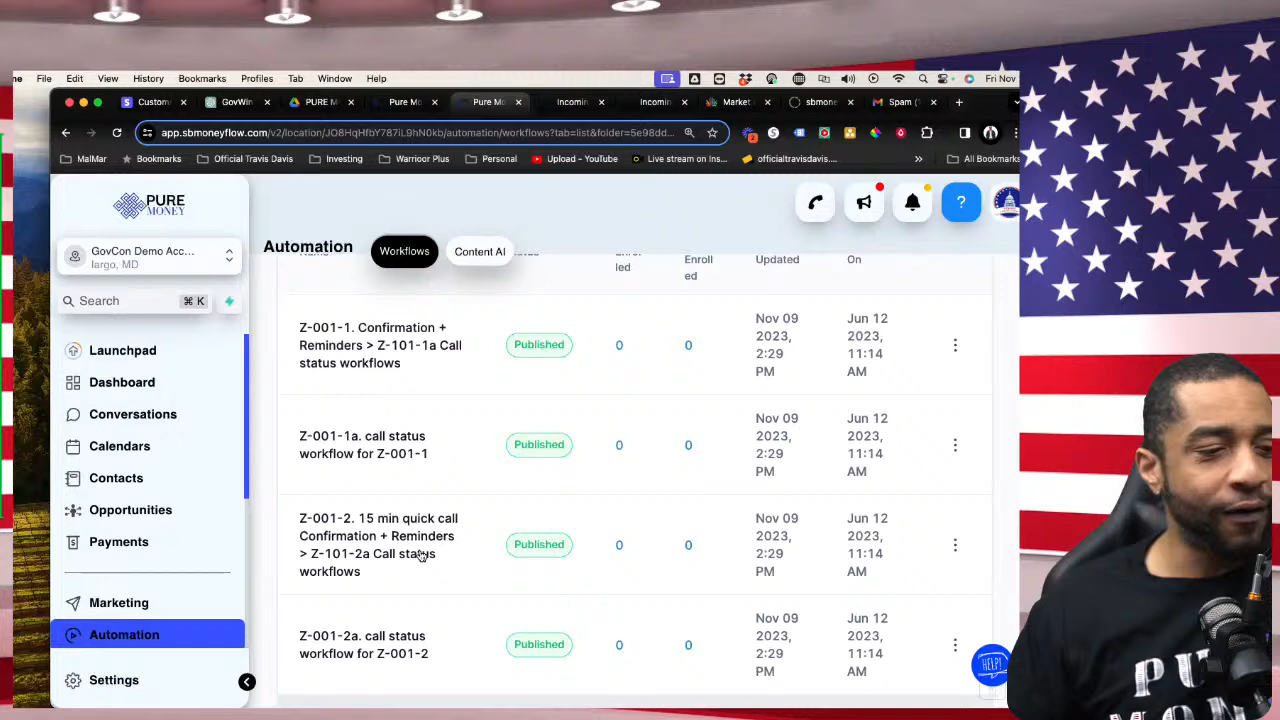 File Edit View History Bookmarks Profiles Tab Window Help
Fri Nov
Custom
GovWin
PURE M
Pure Mo
Pure Mo
Incomin
Incomin
Market
sbmone
Spam (
app.sbmoneyflow.com/v2/location/JO8HqHfbY787iL9hN0kb/automation/workflows?tab=list&folder=5e98dd...
MalMar
Bookmarks
Official Travis Davis
Investing
Warrioor Plus
Personal
Upload - YouTube
Live stream on Ins...
officialtravisdavis....
»
All Bookmarks
PURE
MONEY
GovCon Demo Acc...
largo, MD
Search
⌘ K
Launchpad
Dashboard
Conversations
Calendars
Contacts
Opportunities
Payments
Marketing
Automation
Settings
Automation
Workflows
Content AI
?
led
Enroll
ed
Updated
On
Z-001-1. Confirmation +
Reminders > Z-101-1a Call
status workflows
Published
0
0
Nov 09
2023,
2:29
PM
Jun 12
2023,
11:14
AM
Z-001-1a. call status
workflow for Z-001-1
Published
0
0
Nov 09
2023,
2:29
PM
Jun 12
2023,
11:14
AM
Z-001-2. 15 min quick call
Confirmation + Reminders
> Z-101-2a Call status
workflows
Published
0
0
Nov 09
2023,
2:29
PM
Jun 12
2023,
11:14
AM
Z-001-2a. call status
workflow for Z-001-2
Published
0
0
Nov 09
2023,
2:29
PM
Jun 12
2023,
11:14
AM
HELP!
PU
MON